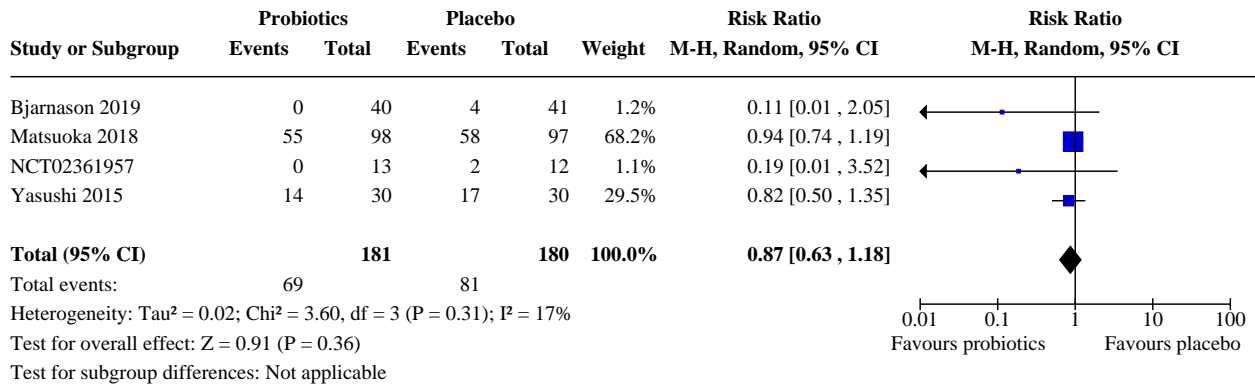 Probiotics Placebo Risk Ratio Risk Ratio
Study or Subgroup Events Total Events Total Weight M-H, Random, 95% CI M-H, Random, 95% CI
Bjarnason 2019 0 40 4 41 1.2% 0.11 [0.01 , 2.05]
Matsuoka 2018 55 98 58 97 68.2% 0.94 [0.74 , 1.19]
NCT02361957 0 13 2 12 1.1% 0.19 [0.01 , 3.52]
Yasushi 2015 14 30 17 30 29.5% 0.82 [0.50 , 1.35]
Total (95% CI) 181 180 100.0% 0.87 [0.63 , 1.18]
Total events: 69 81
Heterogeneity: Tau² = 0.02; Chi² = 3.60, df = 3 (P = 0.31); I² = 17%
0.01 0.1 1 10 100
Test for overall effect: Z = 0.91 (P = 0.36) Favours probiotics Favours placebo
Test for subgroup differences: Not applicable